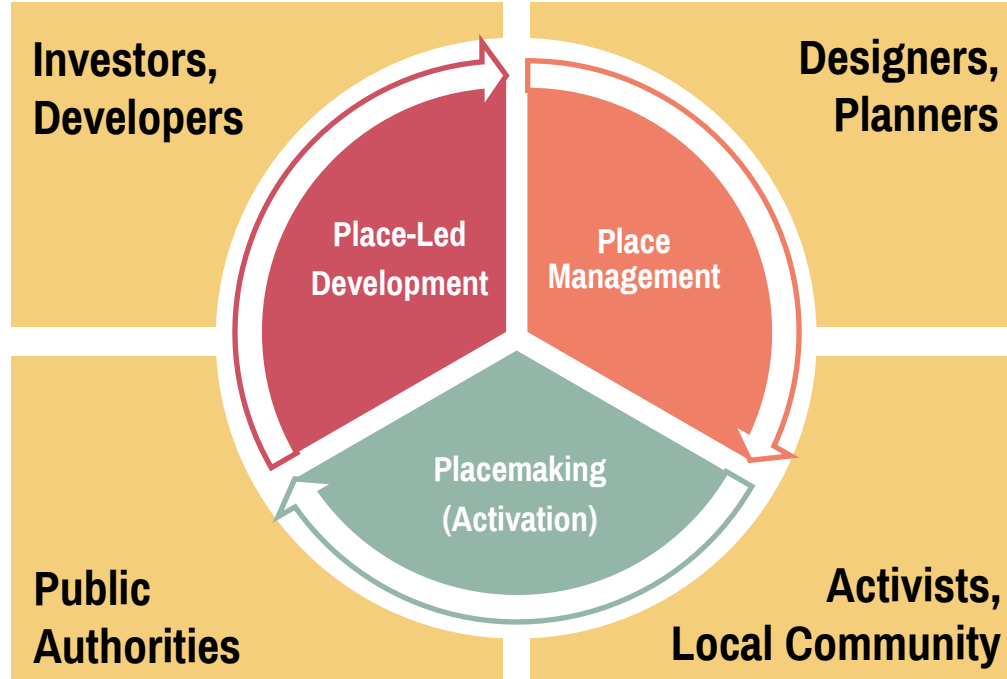 Investors,
Developers
Designers,
Planners
Place-Led
Development
Place
Management
Placemaking
(Activation)
Public
Authorities
Activists,
Local Community